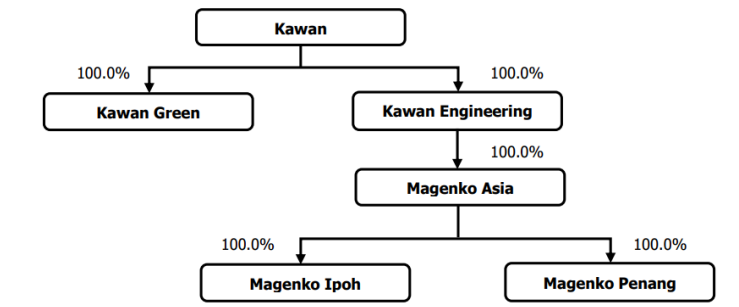 Kawan
100.0%
100.0%
Kawan Green
Kawan Engineering
100.0%
Magenko Asia
100.0%
100.0%
Magenko Ipoh
Magenko Penang